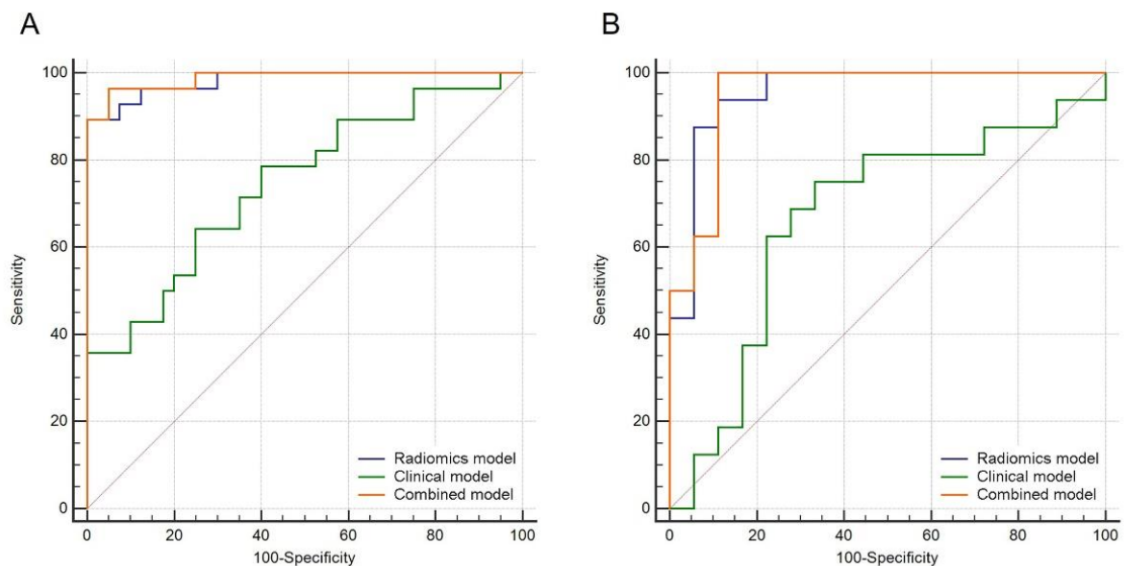 A
100
80
60
40
20
0
Sensitivity
Radiomics model
Clinical model
Combined model
0 20 40 60 80 100
100-Specificity
B
100
80
60
40
20
0
Sensitivity
Radiomics model
Clinical model
Combined model
0 20 40 60 80 100
100-Specificity